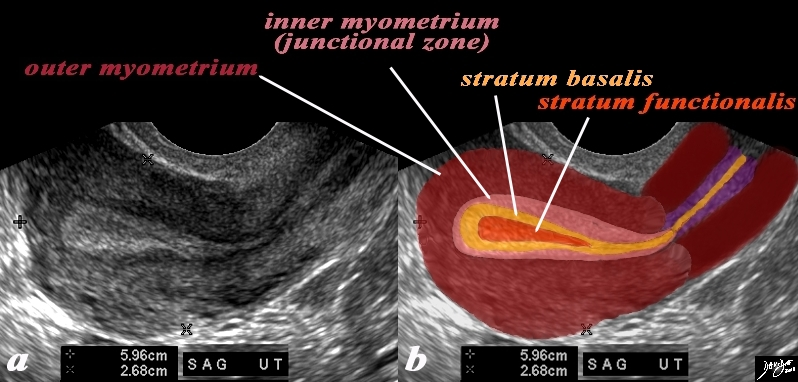 inner myometrium
(junctional zone)
outer myometrium
stratum basalis
stratum functionalis
a
5.96cm
2.68cm
SAG UT
b
5.96cm
2.68cm
SAG UT